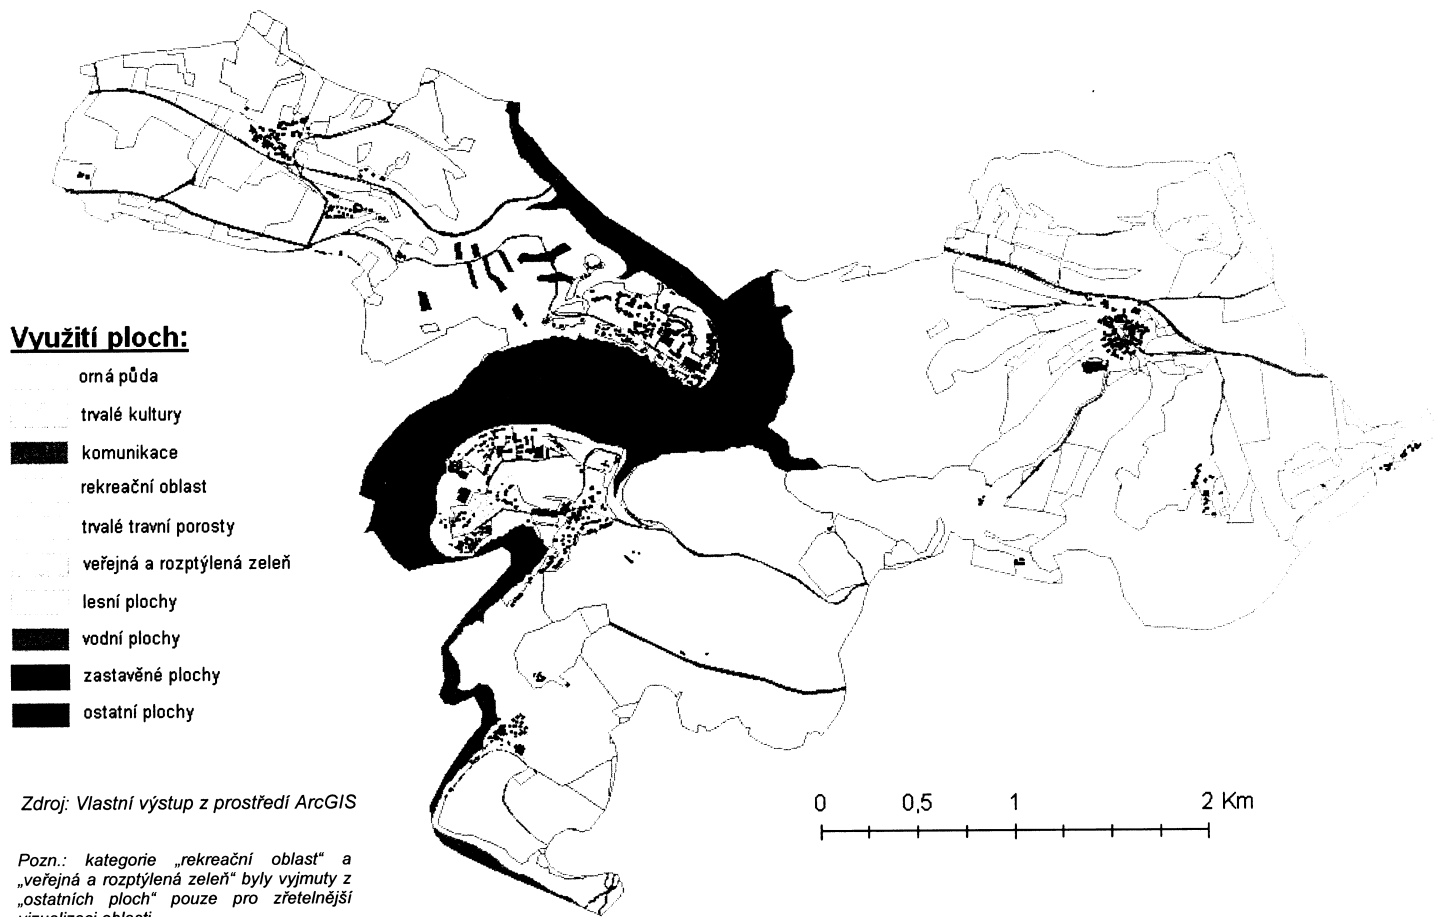 Využití ploch:
orná půda
trvalé kultury
komunikace
rekreační oblast
trvalé travní porosty
veřejná a rozptýlená zeleň
lesní plochy
vodní plochy
zastavěné plochy
ostatní plochy
Zdroj: Vlastní výstup z prostředí ArcGIS
0 0,5 1 2 Km
Pozn.: kategorie „rekreační oblast“ a
„veřejná a rozptýlená zeleň“ byly vyjmuty z
„ostatních ploch“ pouze pro zřetelnější